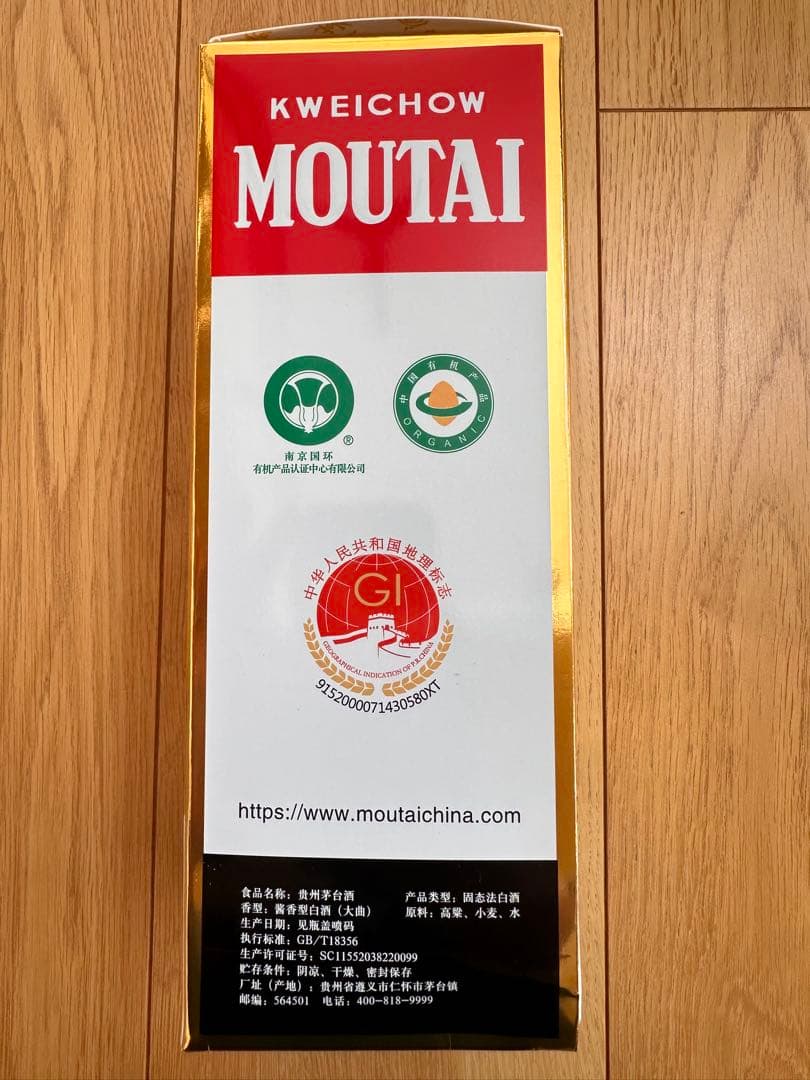 KWEICHOW
MOUTAI
南京国环
有机产品认证中心有限公司
®
中国有机产品
ORGANIC
中华人民共和国地理标志
GI
GEOGRAPHICAL INDICATION OF P.R.CHINA
9152000071430580XT
https://www.moutaichina.com
食品名称：贵州茅台酒 产品类型：固态法白酒
香型：酱香型白酒（大曲） 原料：高粱、小麦、水
生产日期：见瓶盖喷码
执行标准：GB/T18356
生产许可证号：SC11552038220099
贮存条件：阴凉、干燥、密封保存
厂址（产地）：贵州省遵义市仁怀市茅台镇
邮编：564501 电话：400-818-9999